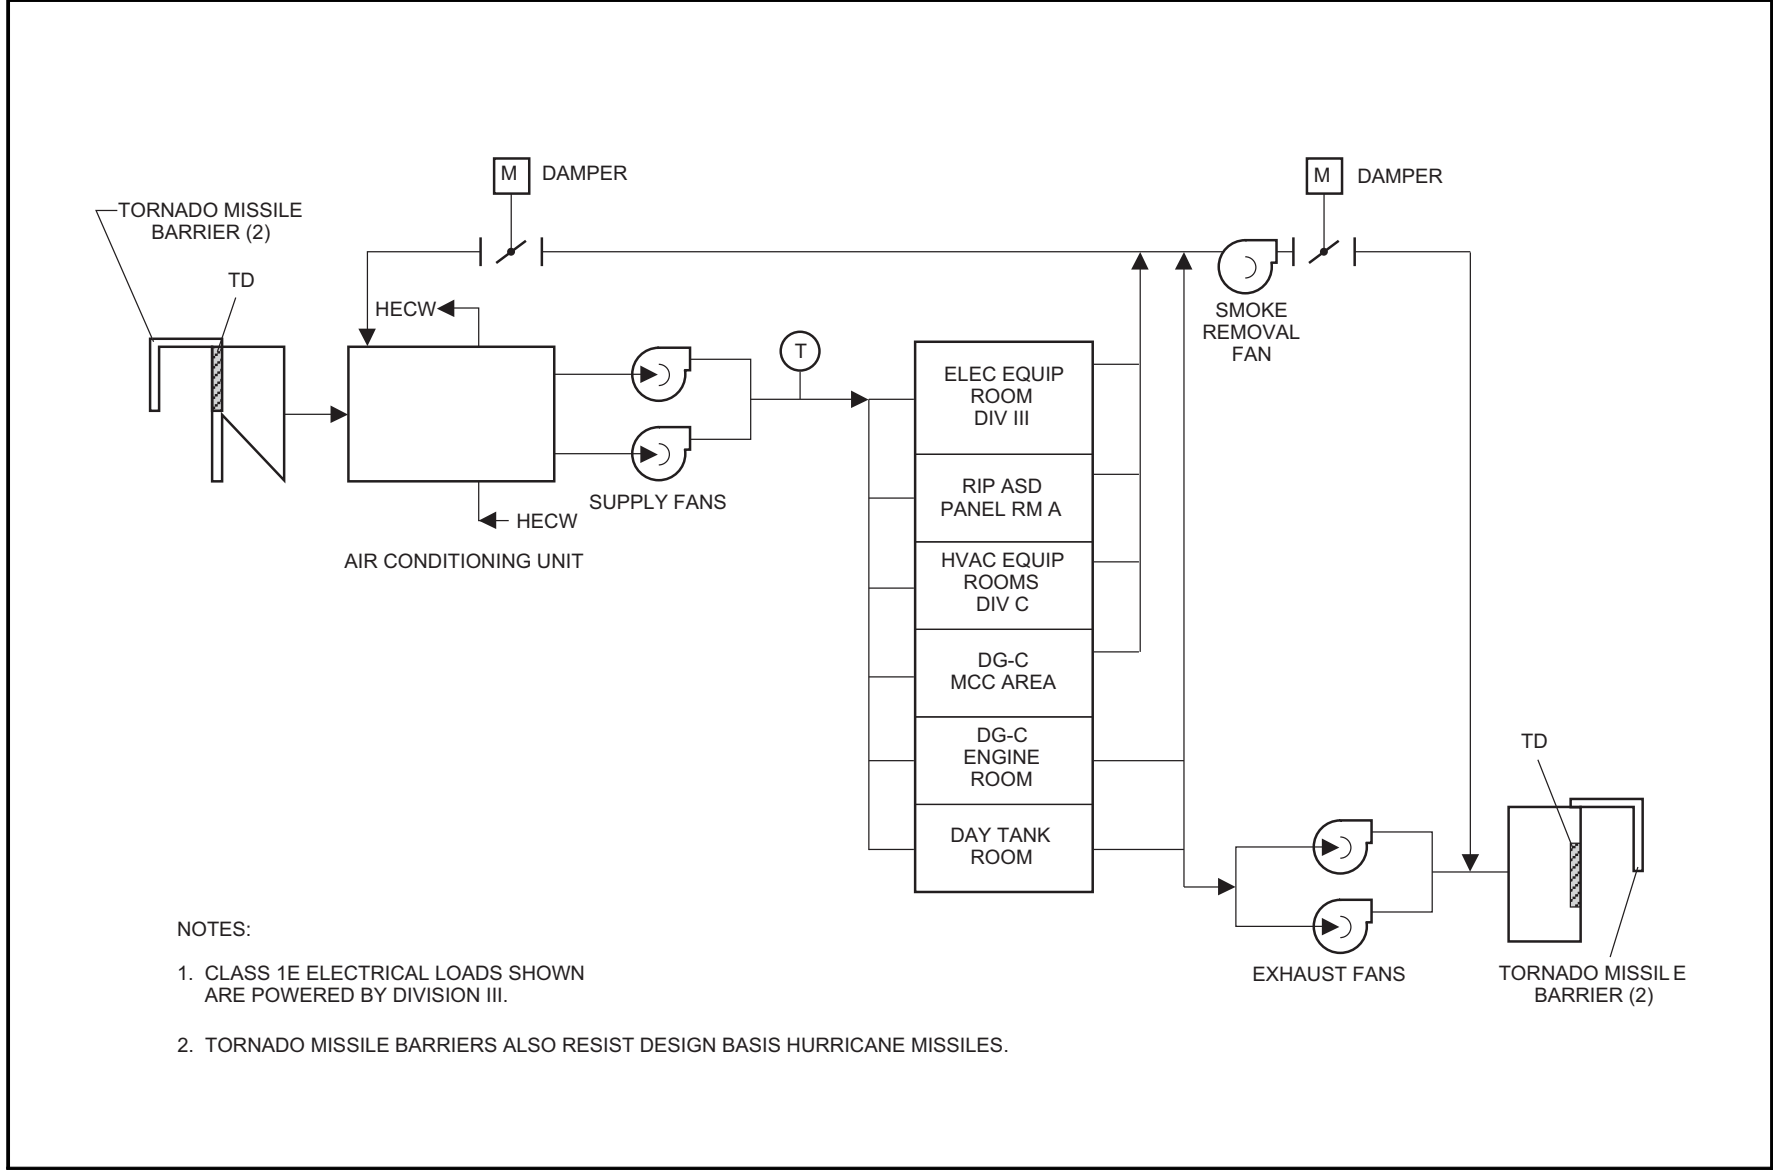 M
DAMPER
M
DAMPER
TORNADO MISSILE
BARRIER (2)
TD
HECW
SMOKE
REMOVAL
FAN
T
ELEC EQUIP
ROOM
DIV III
RIP ASD
PANEL RM A
SUPPLY FANS
HECW
AIR CONDITIONING UNIT
HVAC EQUIP
ROOMS
DIV C
DG-C
MCC AREA
DG-C
ENGINE
ROOM
DAY TANK
ROOM
TD
EXHAUST FANS
TORNADO MISSIL E
BARRIER (2)
NOTES:
1. CLASS 1E ELECTRICAL LOADS SHOWN
ARE POWERED BY DIVISION III.
2. TORNADO MISSILE BARRIERS ALSO RESIST DESIGN BASIS HURRICANE MISSILES.